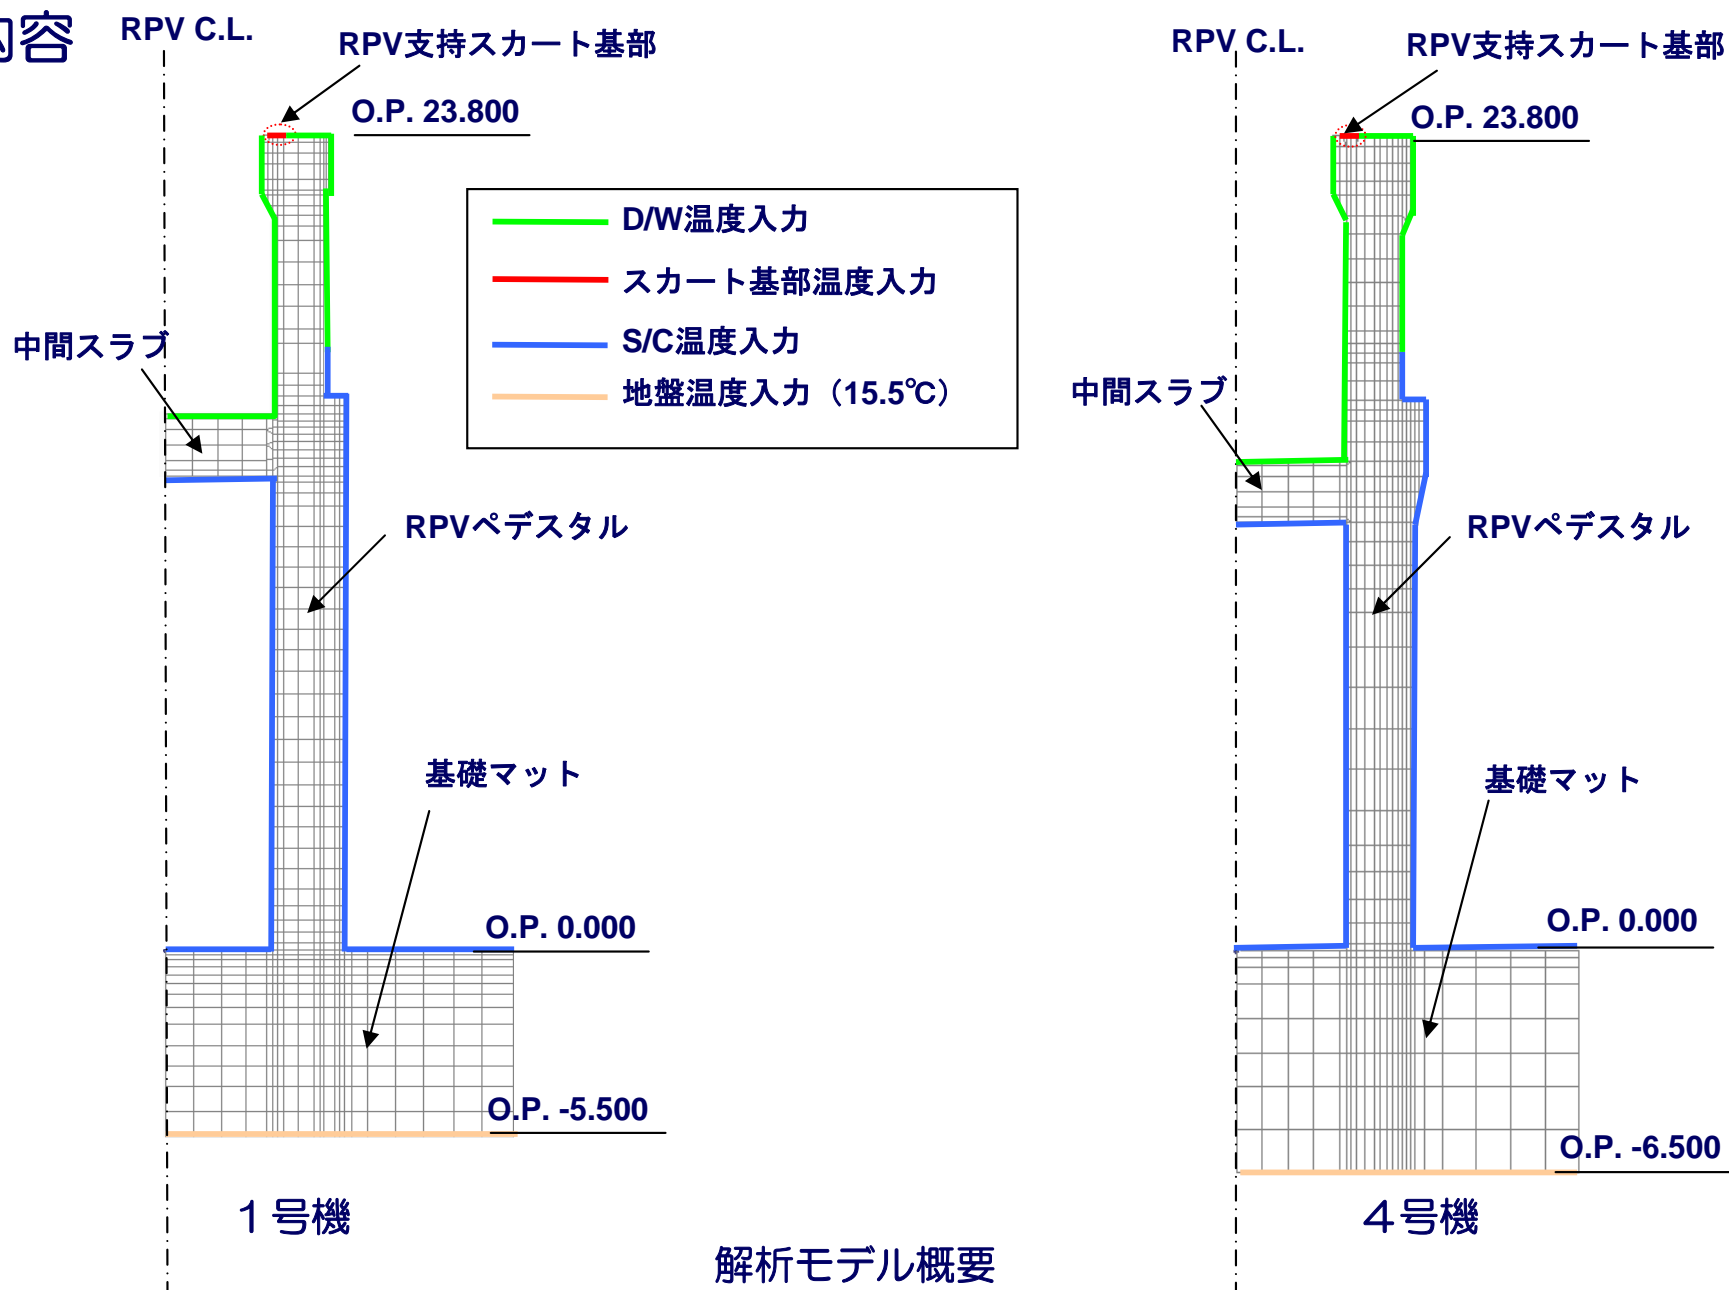 内容
RPV C.L.
RPV支持スカート基部
O.P. 23.800
D/W温度入力
スカート基部温度入力
S/C温度入力
地盤温度入力（15.5℃）
中間スラブ
RPVペデスタル
基礎マット
O.P. 0.000
O.P. -5.500
1号機
RPV C.L.
RPV支持スカート基部
O.P. 23.800
中間スラブ
RPVペデスタル
基礎マット
O.P. 0.000
O.P. -6.500
4号機
解析モデル概要